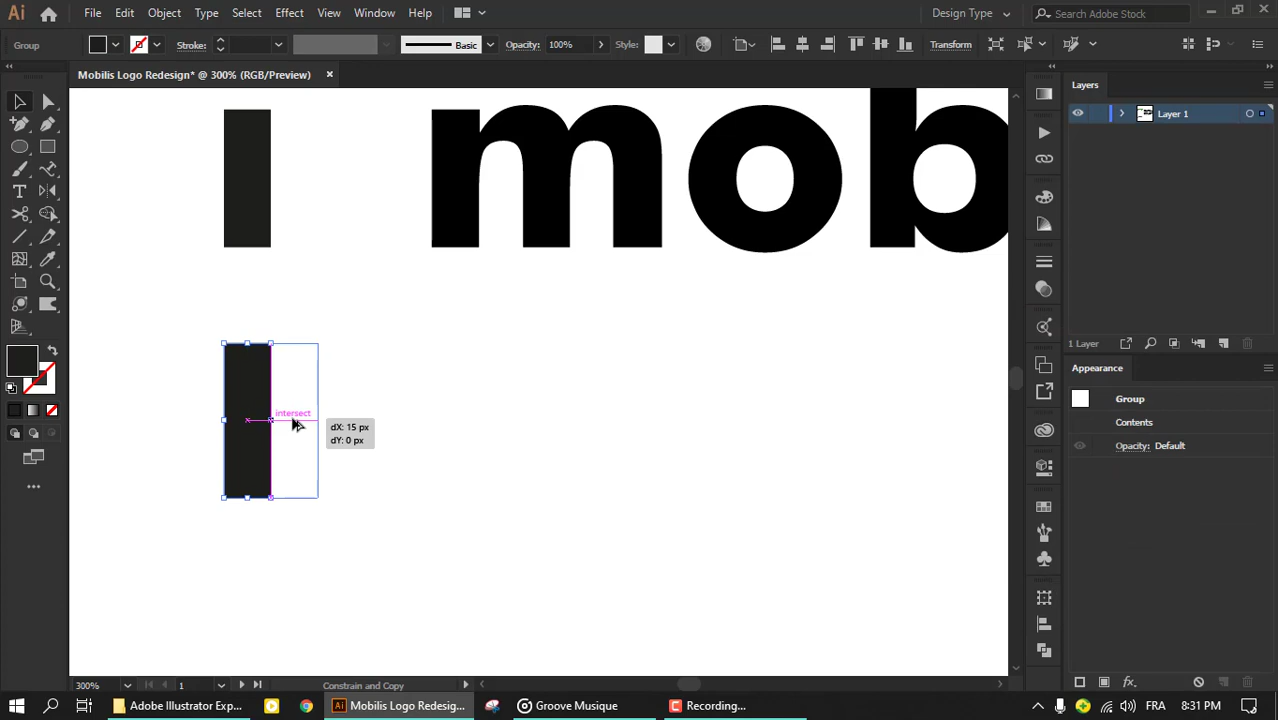 Ai File Edit Object Type Select Effect View Window Help Design Type Search Adobe Stock
Group Stroke: Basic Opacity: 100% Style: Transform
Mobilis Logo Redesign* @ 300% (RGB/Preview)
Layers
Layer 1
mob
1 Layer
Appearance
Group
Contents
Opacity: Default
intersect
dX: 15 px
dY: 0 px
300% 1 Constrain and Copy
Adobe Illustrator Exp... Ai Mobilis Logo Redesi... Groove Musique Recording... FRA 8:31 PM